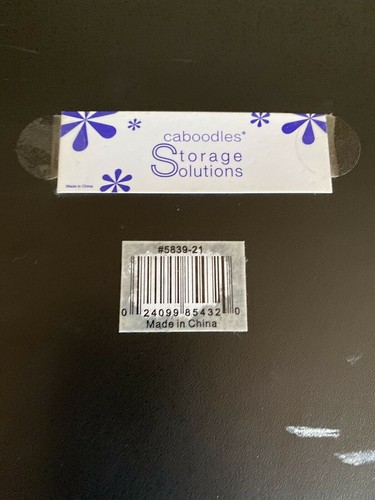 caboodles®
Storage
Solutions
Made in China
#5839-21
0 24099 85432 0
Made in China